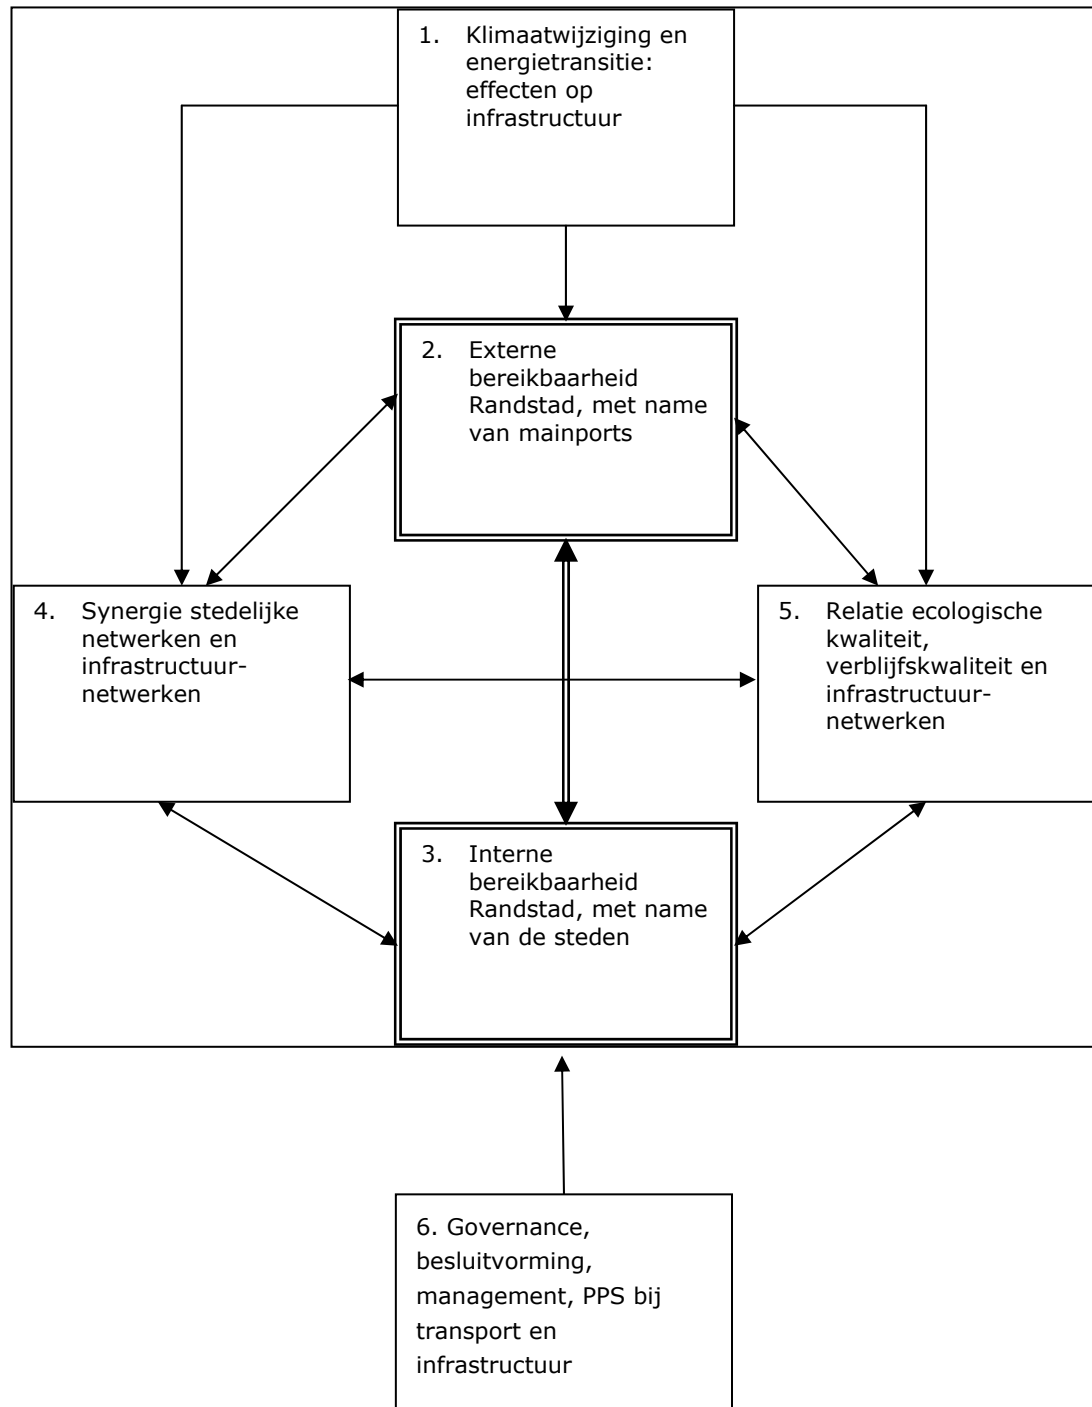 1. Klimaatwijziging en
energietransitie:
effecten op
infrastructuur
2. Externe
bereikbaarheid
Randstad, met name
van mainports
4. Synergie stedelijke
netwerken en
infrastructuur-
netwerken
5. Relatie ecologische
kwaliteit,
verblijfskwaliteit en
infrastructuur-
netwerken
3. Interne
bereikbaarheid
Randstad, met name
van de steden
6. Governance,
besluitvorming,
management, PPS bij
transport en
infrastructuur